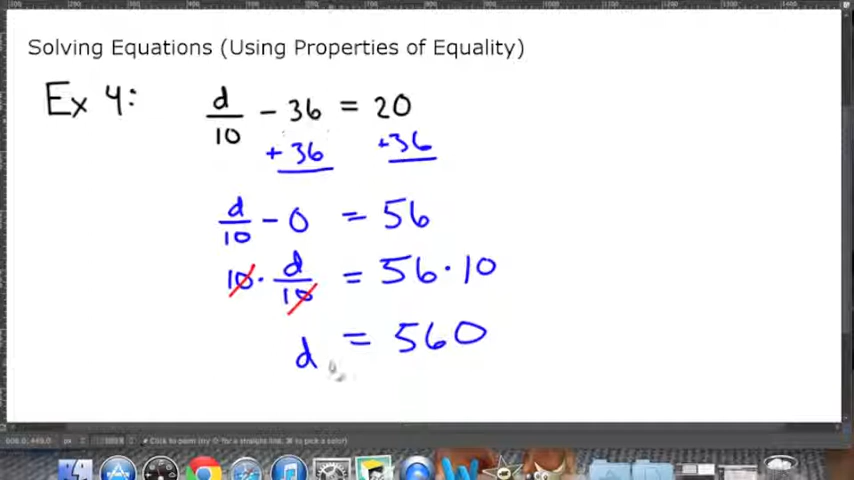 Solving Equations (Using Properties of Equality)
Ex 4: d/10 - 36 = 20
+36 +36
d/10 - 0 = 56
10 · d/10 = 56 · 10
d = 560